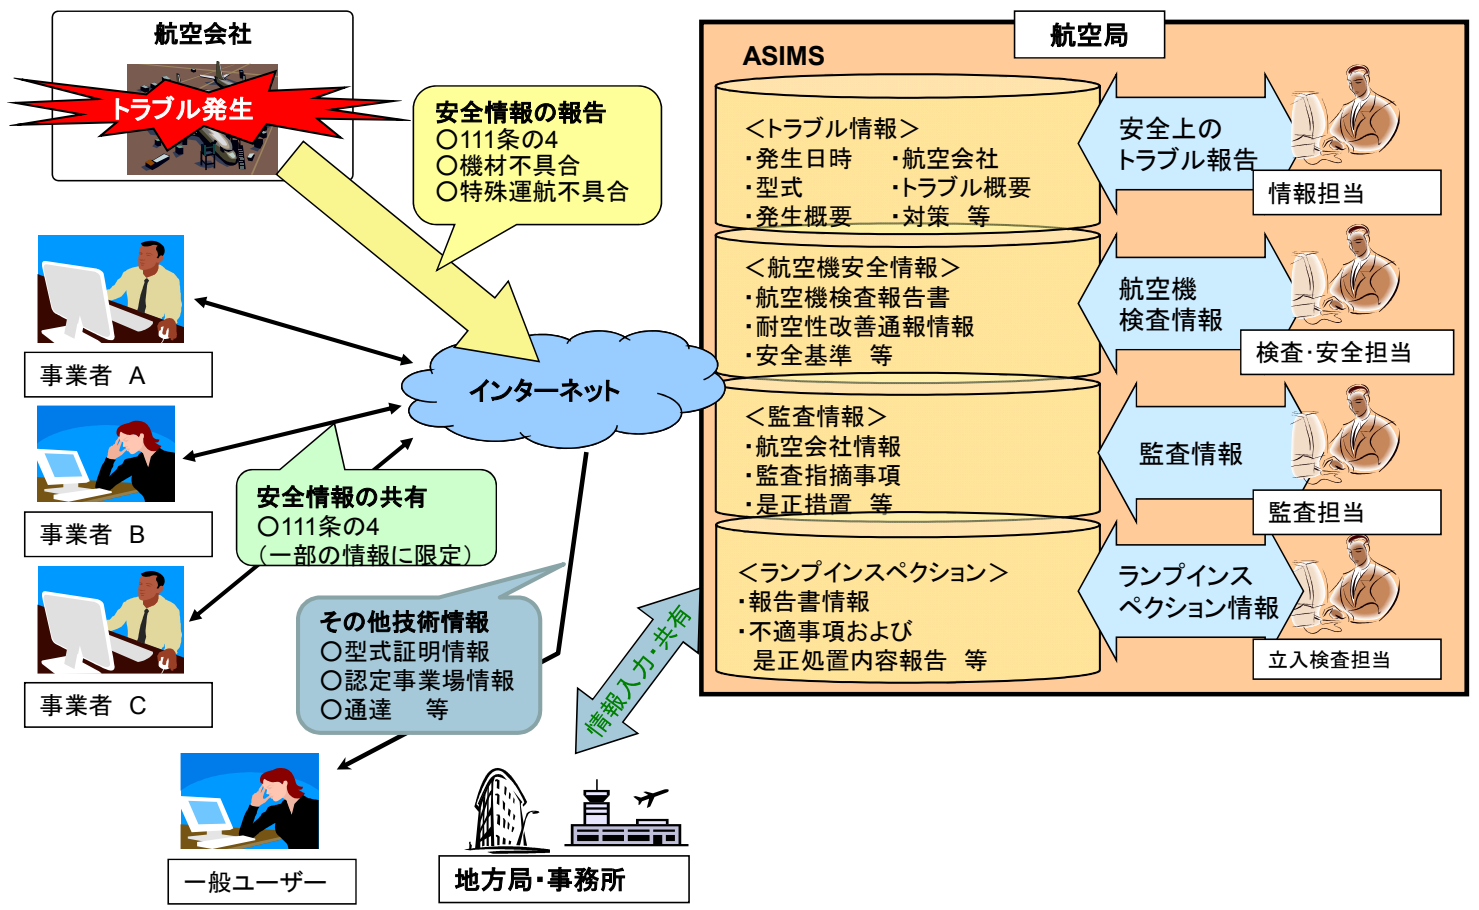 航空会社
トラブル発生
安全情報の報告
○111条の4
○機材不具合
○特殊運航不具合
事業者 A
事業者 B
事業者 C
インターネット
安全情報の共有
○111条の4
(一部の情報に限定)
その他技術情報
○型式証明情報
○認定事業場情報
○通達 等
一般ユーザー
地方局・事務所
情報入力・共有
航空局
ASIMS
<トラブル情報>
・発生日時 ・航空会社
・型式 ・トラブル概要
・発生概要 ・対策 等
<航空機安全情報>
・航空機検査報告書
・耐空性改善通報情報
・安全基準 等
<監査情報>
・航空会社情報
・監査指摘事項
・是正措置 等
<ランプインスペクション>
・報告書情報
・不適事項および
是正処置内容報告 等
安全上の
トラブル報告
情報担当
航空機
検査情報
検査・安全担当
監査情報
監査担当
ランプインス
ペクション情報
立入検査担当